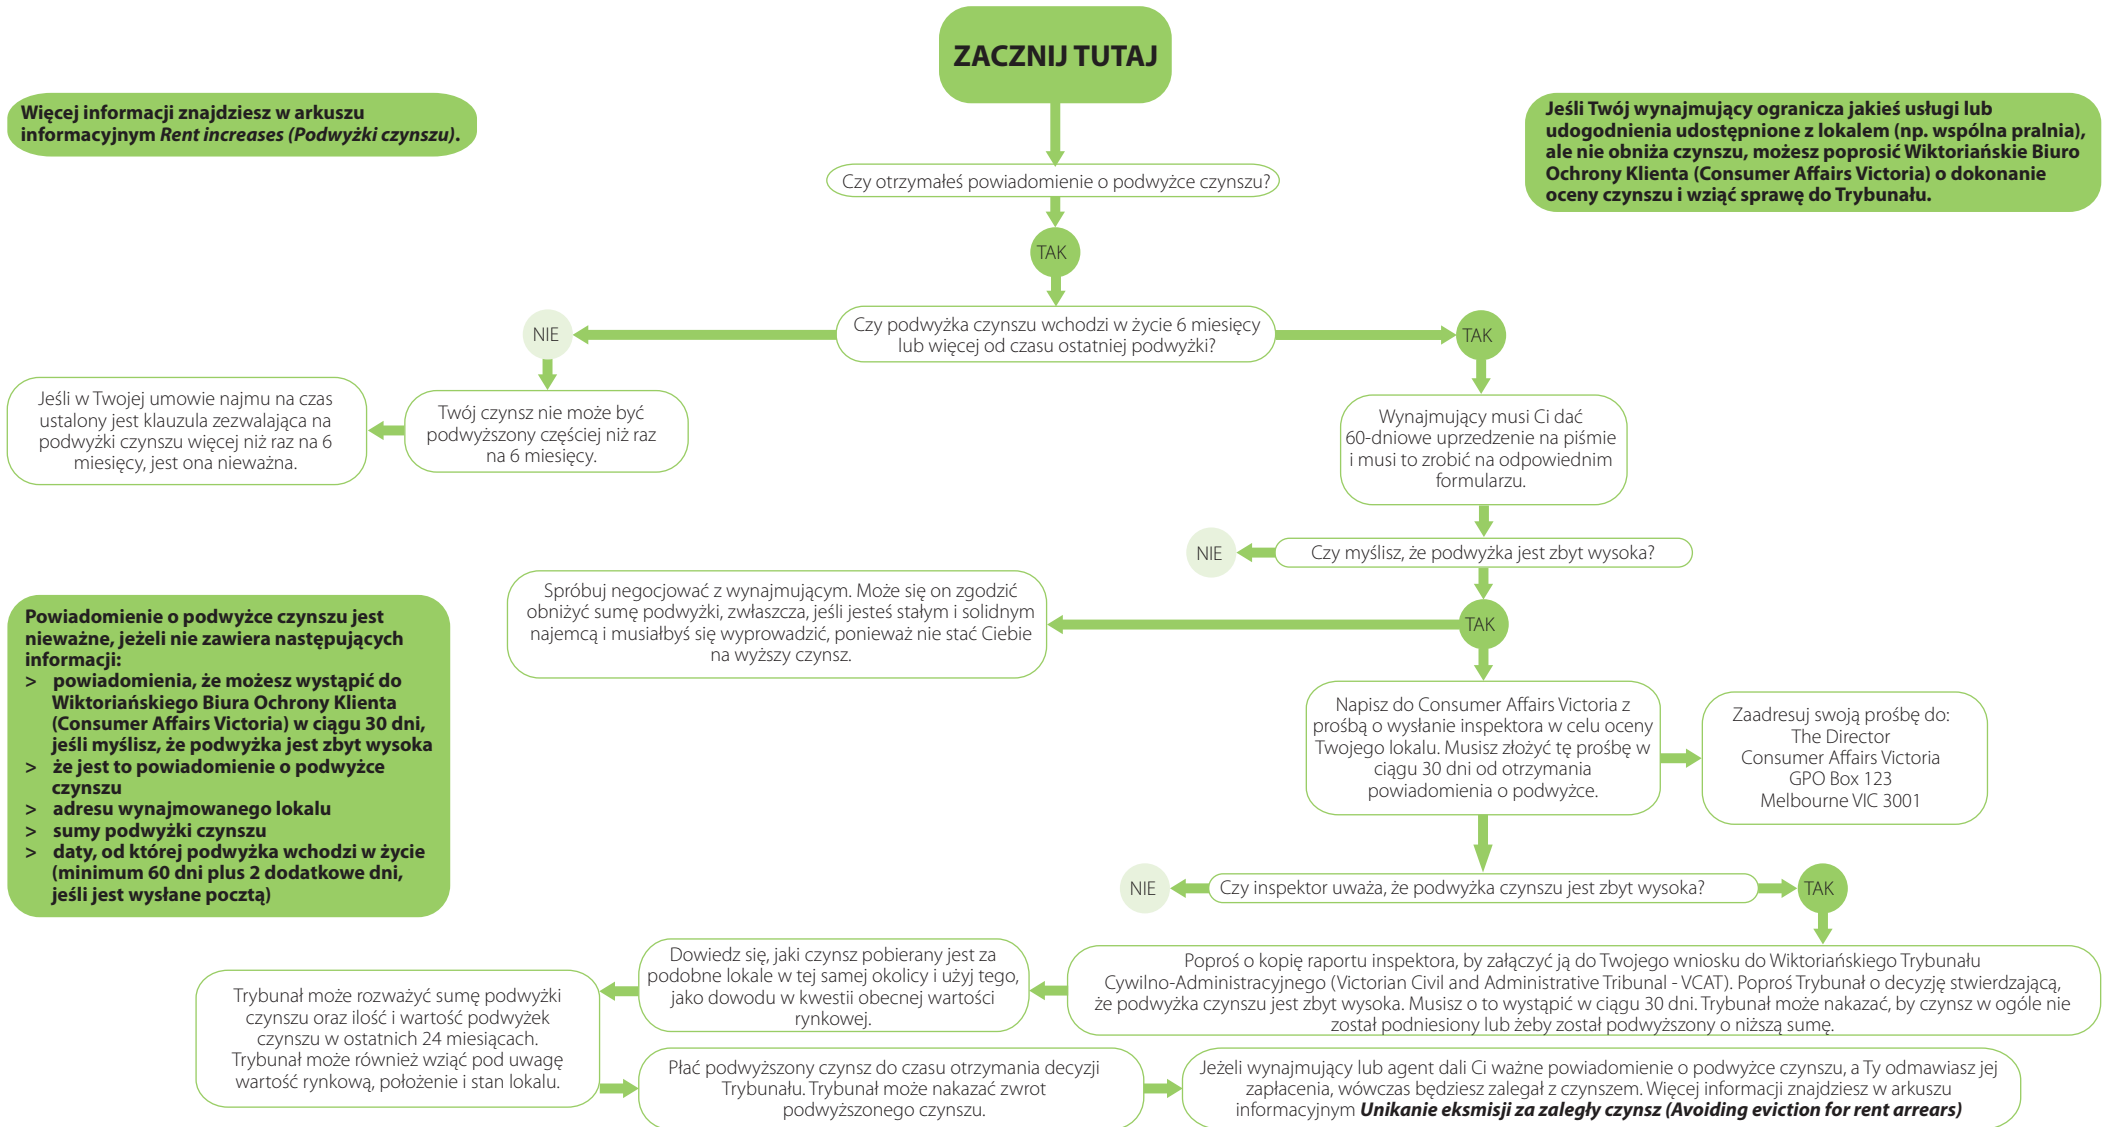 ZACZNIJ TUTAJ
Więcej informacji znajdziesz w arkuszu
informacyjnym Rent increases (Podwyżki czynszu).
Jeśli Twój wynajmujący ogranicza jakieś usługi lub
udogodnienia udostępnione z lokalem (np. wspólna pralnia),
ale nie obniża czynszu, możesz poprosić Wiktoriańskie Biuro
Ochrony Klienta (Consumer Affairs Victoria) o dokonanie
oceny czynszu i wziąć sprawę do Trybunału.
Czy otrzymałeś powiadomienie o podwyżce czynszu?
TAK
Czy podwyżka czynszu wchodzi w życie 6 miesięcy
lub więcej od czasu ostatniej podwyżki?
NIE
TAK
Twój czynsz nie może być
podwyższony częściej niż raz
na 6 miesięcy.
Jeśli w Twojej umowie najmu na czas
ustalony jest klauzula zezwalająca na
podwyżki czynszu więcej niż raz na 6
miesięcy, jest ona nieważna.
Wynajmujący musi Ci dać
60-dniowe uprzedzenie na piśmie
i musi to zrobić na odpowiednim
formularzu.
Czy myślisz, że podwyżka jest zbyt wysoka?
NIE
TAK
Spróbuj negocjować z wynajmującym. Może się on zgodzić
obniżyć sumę podwyżki, zwłaszcza, jeśli jesteś stałym i solidnym
najemcą i musiałbyś się wyprowadzić, ponieważ nie stać Ciebie
na wyższy czynsz.
Powiadomienie o podwyżce czynszu jest
nieważne, jeżeli nie zawiera następujących
informacji:
> powiadomienia, że możesz wystąpić do
Wiktoriańskiego Biura Ochrony Klienta
(Consumer Affairs Victoria) w ciągu 30 dni,
jeśli myślisz, że podwyżka jest zbyt wysoka
> że jest to powiadomienie o podwyżce
czynszu
> adresu wynajmowanego lokalu
> sumy podwyżki czynszu
> daty, od której podwyżka wchodzi w życie
(minimum 60 dni plus 2 dodatkowe dni,
jeśli jest wysłane pocztą)
Napisz do Consumer Affairs Victoria z
prośbą o wysłanie inspektora w celu oceny
Twojego lokalu. Musisz złożyć tę prośbę w
ciągu 30 dni od otrzymania
powiadomienia o podwyżce.
Zaadresuj swoją prośbę do:
The Director
Consumer Affairs Victoria
GPO Box 123
Melbourne VIC 3001
Czy inspektor uważa, że podwyżka czynszu jest zbyt wysoka?
NIE
TAK
Poproś o kopię raportu inspektora, by załączyć ją do Twojego wniosku do Wiktoriańskiego Trybunału
Cywilno-Administracyjnego (Victorian Civil and Administrative Tribunal - VCAT). Poproś Trybunał o decyzję stwierdzającą,
że podwyżka czynszu jest zbyt wysoka. Musisz o to wystąpić w ciągu 30 dni. Trybunał może nakazać, by czynsz w ogóle nie
został podniesiony lub żeby został podwyższony o niższą sumę.
Dowiedz się, jaki czynsz pobierany jest za
podobne lokale w tej samej okolicy i użyj tego,
jako dowodu w kwestii obecnej wartości
rynkowej.
Trybunał może rozważyć sumę podwyżki
czynszu oraz ilość i wartość podwyżek
czynszu w ostatnich 24 miesiącach.
Trybunał może również wziąć pod uwagę
wartość rynkową, położenie i stan lokalu.
Płać podwyższony czynsz do czasu otrzymania decyzji
Trybunału. Trybunał może nakazać zwrot
podwyższonego czynszu.
Jeżeli wynajmujący lub agent dali Ci ważne powiadomienie o podwyżce czynszu, a Ty odmawiasz jej
zapłacenia, wówczas będziesz zalegał z czynszem. Więcej informacji znajdziesz w arkuszu
informacyjnym Unikanie eksmisji za zaległy czynsz (Avoiding eviction for rent arrears)